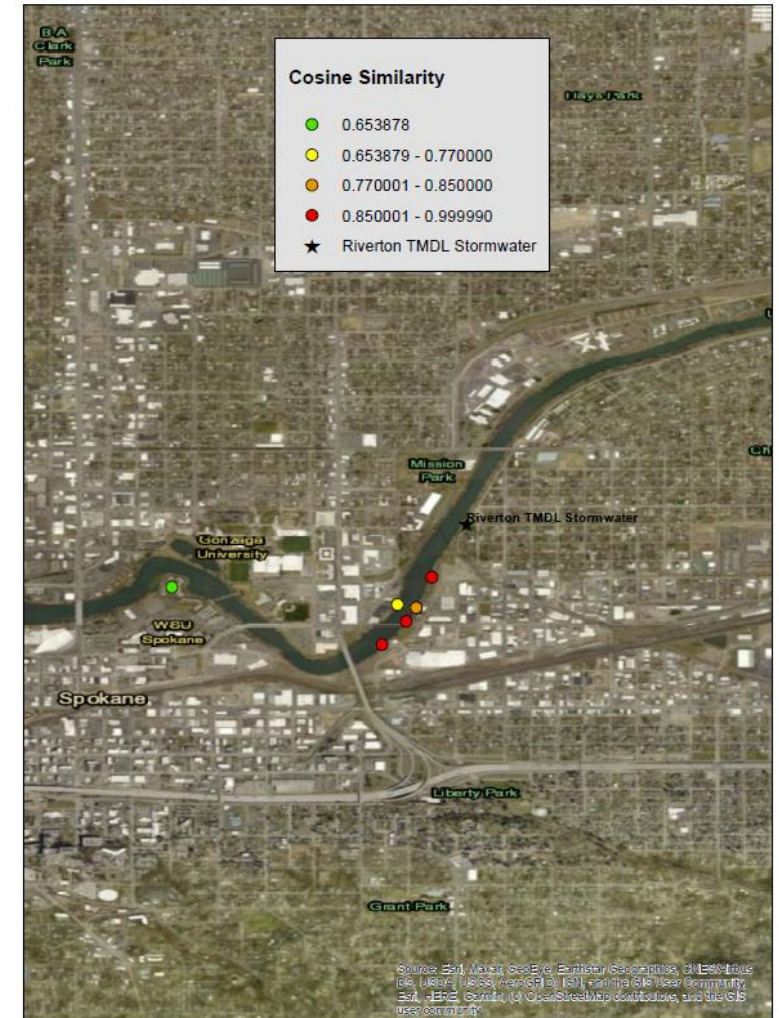 B A
Clark
Park
Cosine Similarity
0.653878
0.653879 - 0.770000
0.770001 - 0.850000
0.850001 - 0.999990
Riverton TMDL Stormwater
Hays Park
Mission
Park
Riverton TMDL Stormwater
Gonzaga
University
WSU
Spokane
Spokane
Liberty Park
Grant Park
Source: Esri, Maxar, GeoEye, Earthstar Geographics, CNES/Airbus
DS, USDA, USGS, AeroGRID, IGN, and the GIS User Community,
Esri, HERE, Garmin, (c) OpenStreetMap contributors, and the GIS
user community